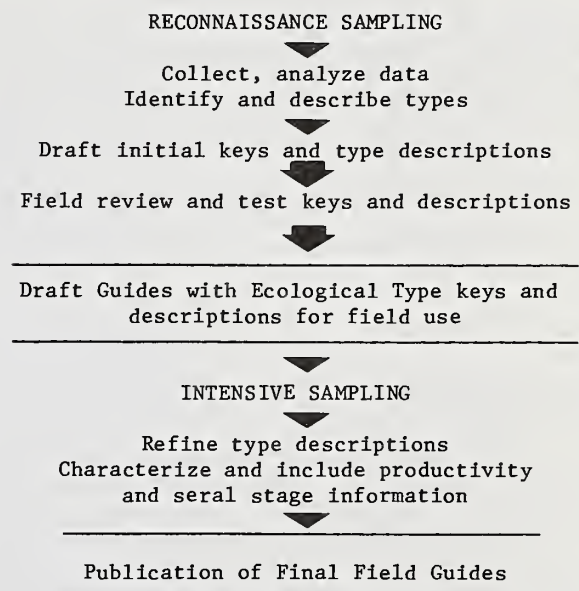 RECONNAISSANCE SAMPLING
Collect, analyze data
Identify and describe types
Draft initial keys and type descriptions
Field review and test keys and descriptions
Draft Guides with Ecological Type keys and
descriptions for field use
INTENSIVE SAMPLING
Refine type descriptions
Characterize and include productivity
and seral stage information
Publication of Final Field Guides